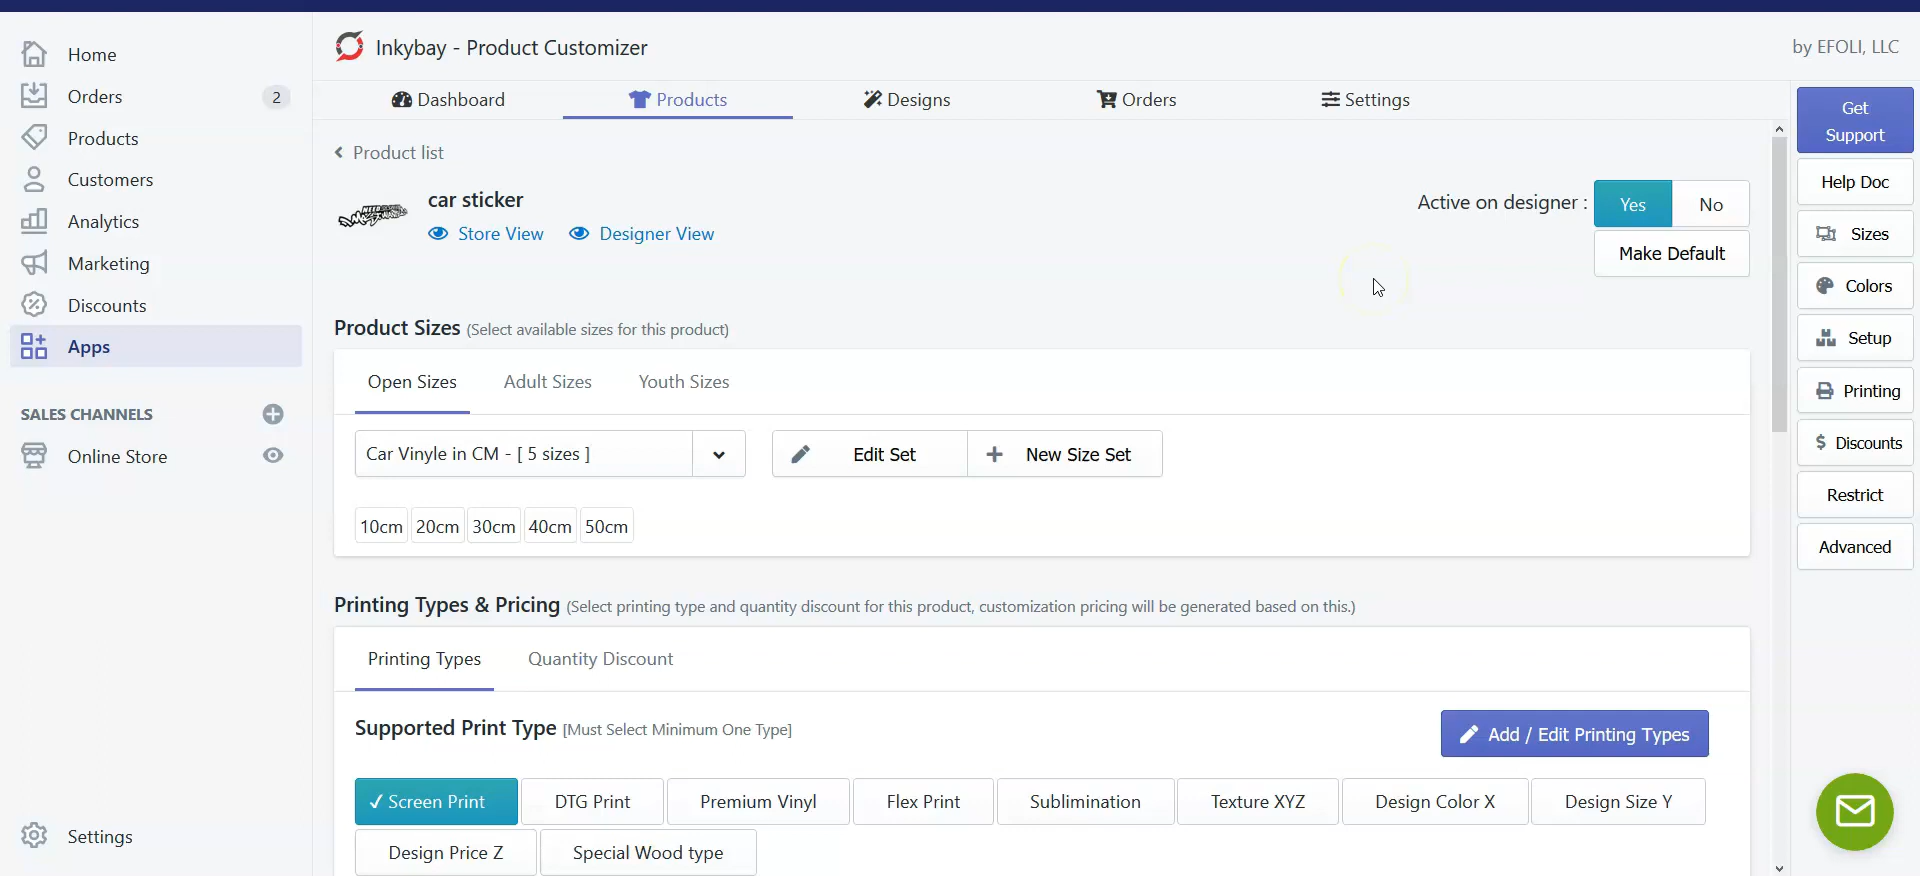 Inkybay - Product Customizer
by EFOLI, LLC
Home
Orders
2
Products
Customers
Analytics
Marketing
Discounts
Apps
SALES CHANNELS
Online Store
Settings
Dashboard
Products
Designs
Orders
Settings
Product list
car sticker
Store View
Designer View
Active on designer :
Yes
No
Make Default
Product Sizes (Select available sizes for this product)
Open Sizes
Adult Sizes
Youth Sizes
Car Vinyle in CM - [ 5 sizes ]
Edit Set
New Size Set
10cm
20cm
30cm
40cm
50cm
Printing Types & Pricing (Select printing type and quantity discount for this product, customization pricing will be generated based on this.)
Printing Types
Quantity Discount
Supported Print Type [Must Select Minimum One Type]
Add / Edit Printing Types
Screen Print
DTG Print
Premium Vinyl
Flex Print
Sublimination
Texture XYZ
Design Color X
Design Size Y
Design Price Z
Special Wood type
Get
Support
Help Doc
Sizes
Colors
Setup
Printing
Discounts
Restrict
Advanced